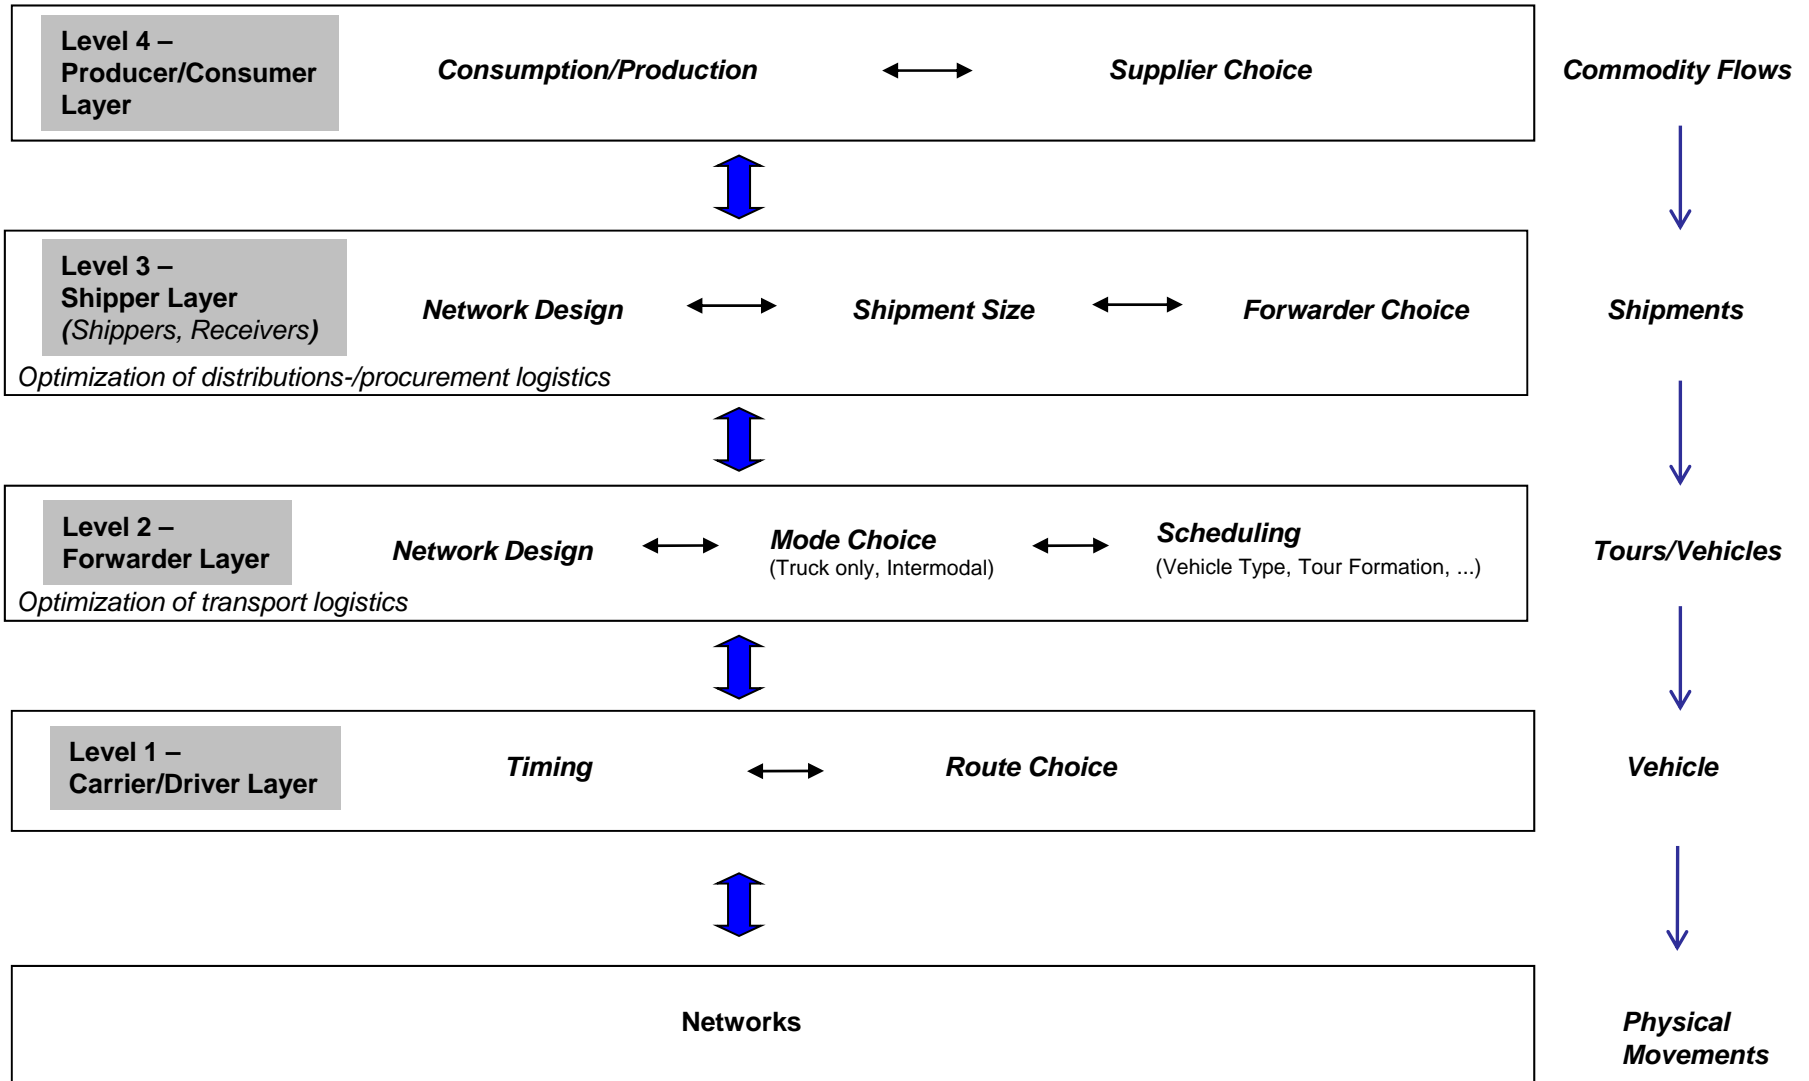 Level 4 –
Producer/Consumer
Layer
Consumption/Production
Supplier Choice
Commodity Flows
Level 3 –
Shipper Layer
(Shippers, Receivers)
Network Design
Shipment Size
Forwarder Choice
Shipments
Optimization of distributions-/procurement logistics
Level 2 –
Forwarder Layer
Network Design
Mode Choice
(Truck only, Intermodal)
Scheduling
(Vehicle Type, Tour Formation, ...)
Tours/Vehicles
Optimization of transport logistics
Level 1 –
Carrier/Driver Layer
Timing
Route Choice
Vehicle
Networks
Physical
Movements